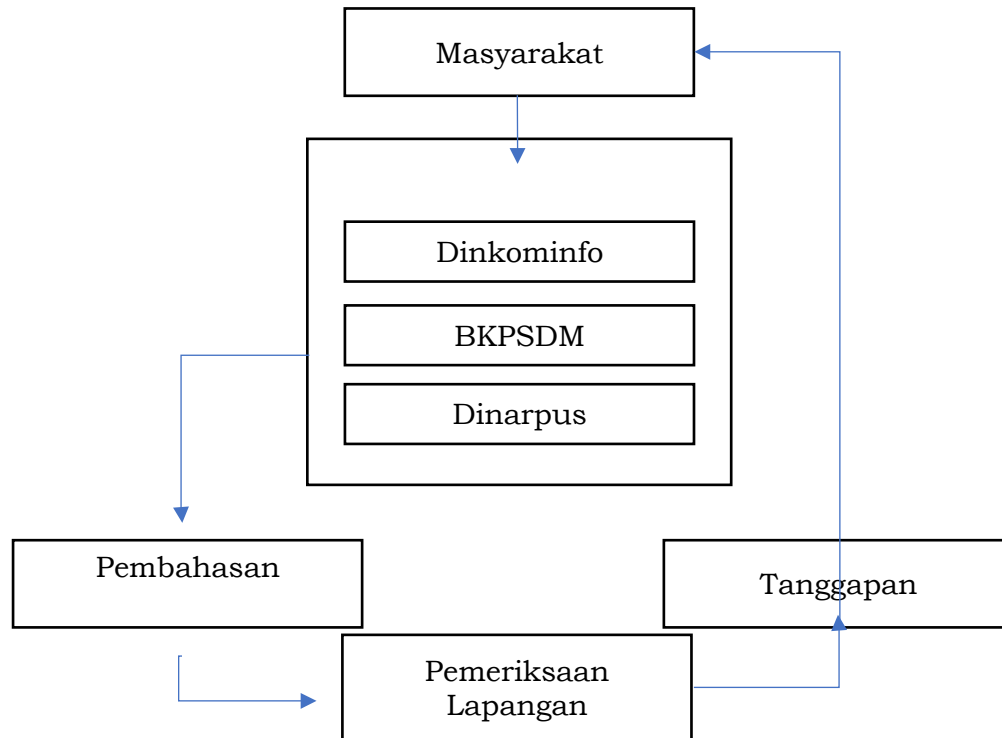 Masyarakat
Dinkominfo
BKPSDM
Dinarpus
Pembahasan
Tanggapan
Pemeriksaan
Lapangan